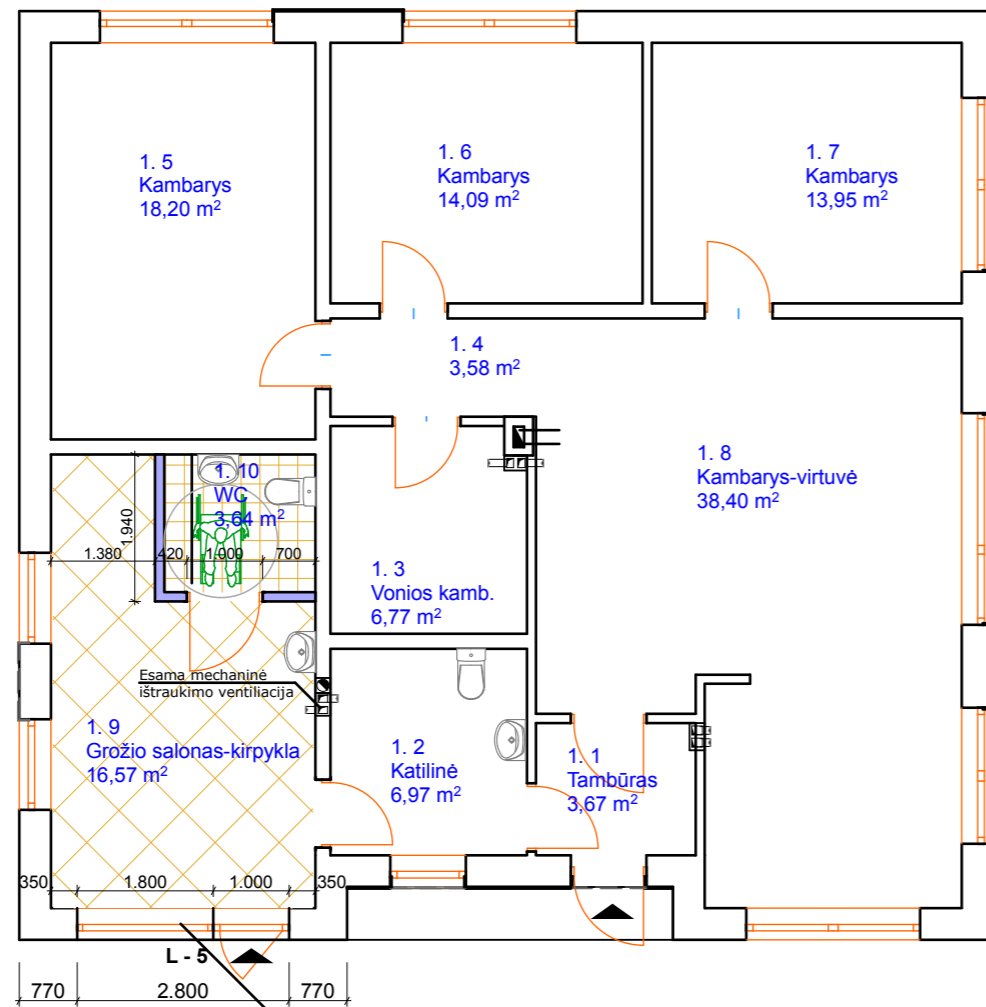 1. 5
Kambarys
18,20 m²
1. 6
Kambarys
14,09 m²
1. 7
Kambarys
13,95 m²
1. 4
3,58 m²
1. 8
Kambarys-virtuvė
38,40 m²
1. 10
WC
3,64 m²
1.940
1.380
420
1.000
700
1. 3
Vonios kamb.
6,77 m²
Esama mechaninė
ištraukimo ventiliacija
1. 9
Grožio salonas-kirpykla
16,57 m²
1. 2
Katilinė
6,97 m²
1. 1
Tambūras
3,67 m²
350
1.800
1.000
350
L - 5
770
2.800
770